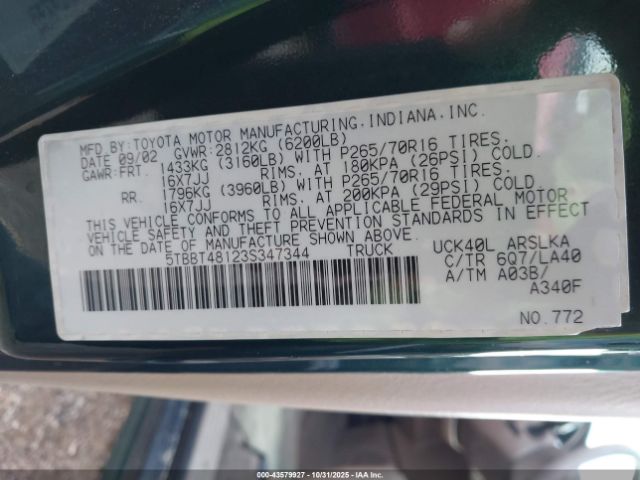 MFD.BY:TOYOTA MOTOR MANUFACTURING.INDIANA.INC.
DATE 09/02 GVWR:2812KG (6200LB)
GAWR:FRT. 1433KG (3160LB) WITH P265/70R16 TIRES.
16X7JJ RIMS. AT 180KPA (26PSI) COLD.
RR. 1796KG (3960LB) WITH P265/70R16 TIRES.
16X7JJ RIMS. AT 200KPA (29PSI) COLD.
THIS VEHICLE CONFORMS TO ALL APPLICABLE FEDERAL MOTOR
VEHICLE SAFETY AND THEFT PREVENTION STANDARDS IN EFFECT
ON THE DATE OF MANUFACTURE SHOWN ABOVE.
5TBBT48123S347344 TRUCK
UCK40L ARSLKA
C/TR 6Q7/LA40
A/TM A03B/
A340F
NO.772
000-43579927 - 10/31/2025 - IAAI.COM